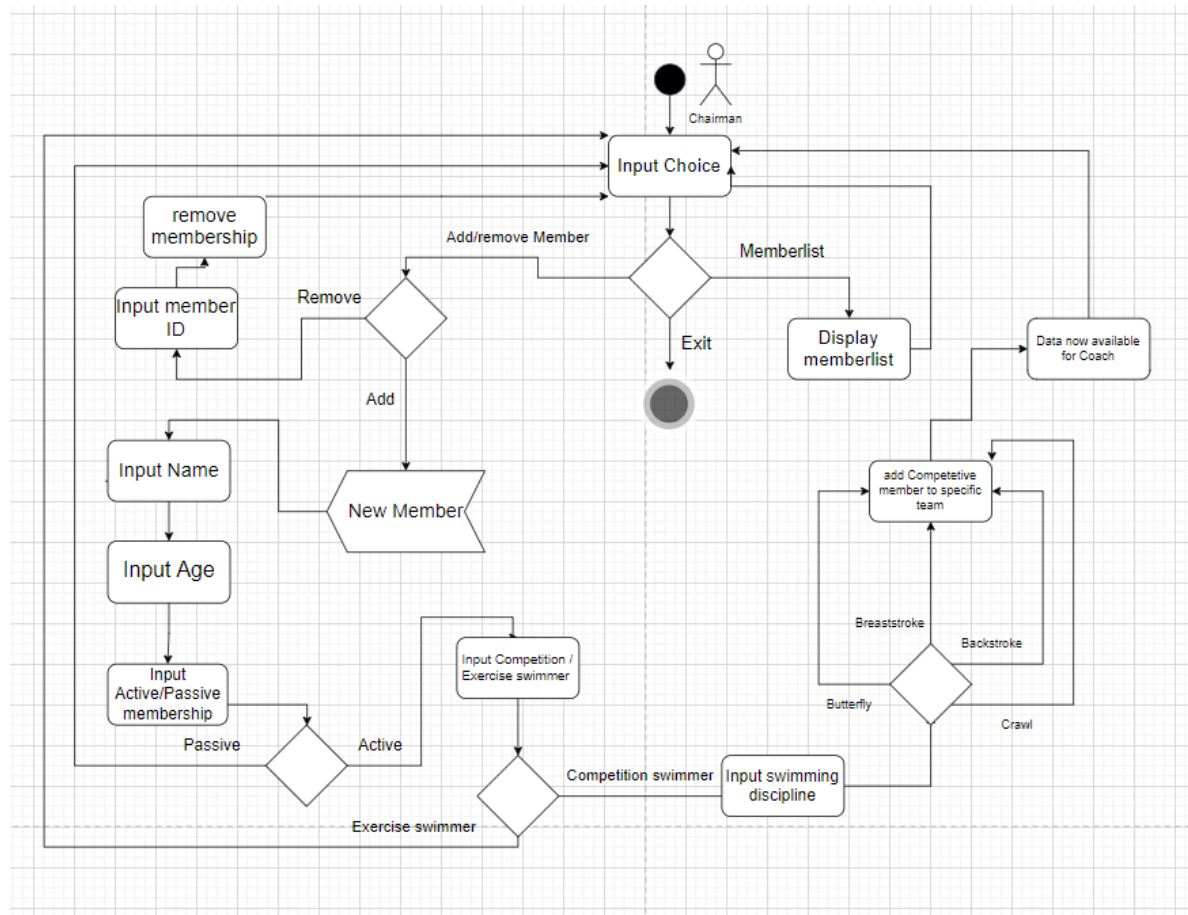 Chairman
Input Choice
remove
membership
Add/remove Member
Memberlist
Input member
ID
Remove
Exit
Display
memberlist
Data now available
for Coach
Add
Input Name
New Member
add Competetive
member to specific
team
Input Age
Breaststroke
Backstroke
Input Competition /
Exercise swimmer
Input
Active/Passive
membership
Butterfly
Crawl
Passive
Active
Competition swimmer
Input swimming
discipline
Exercise swimmer